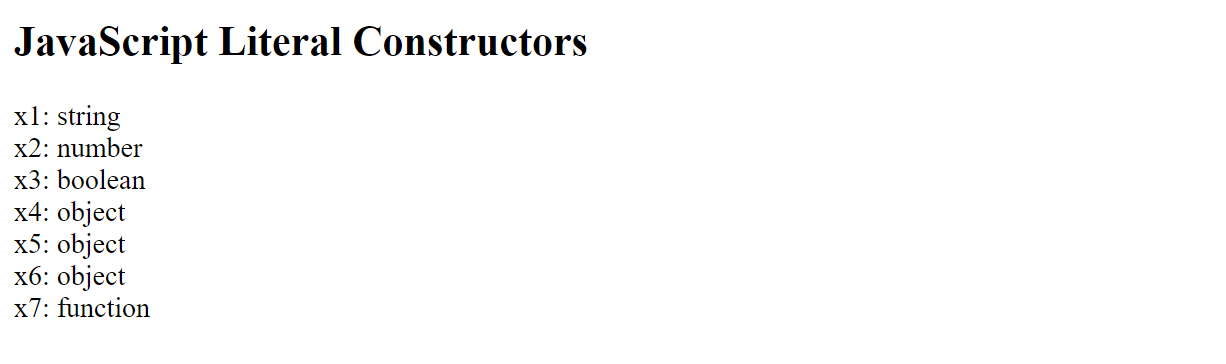 JavaScript Literal Constructors
x1: string
x2: number
x3: boolean
x4: object
x5: object
x6: object
x7: function